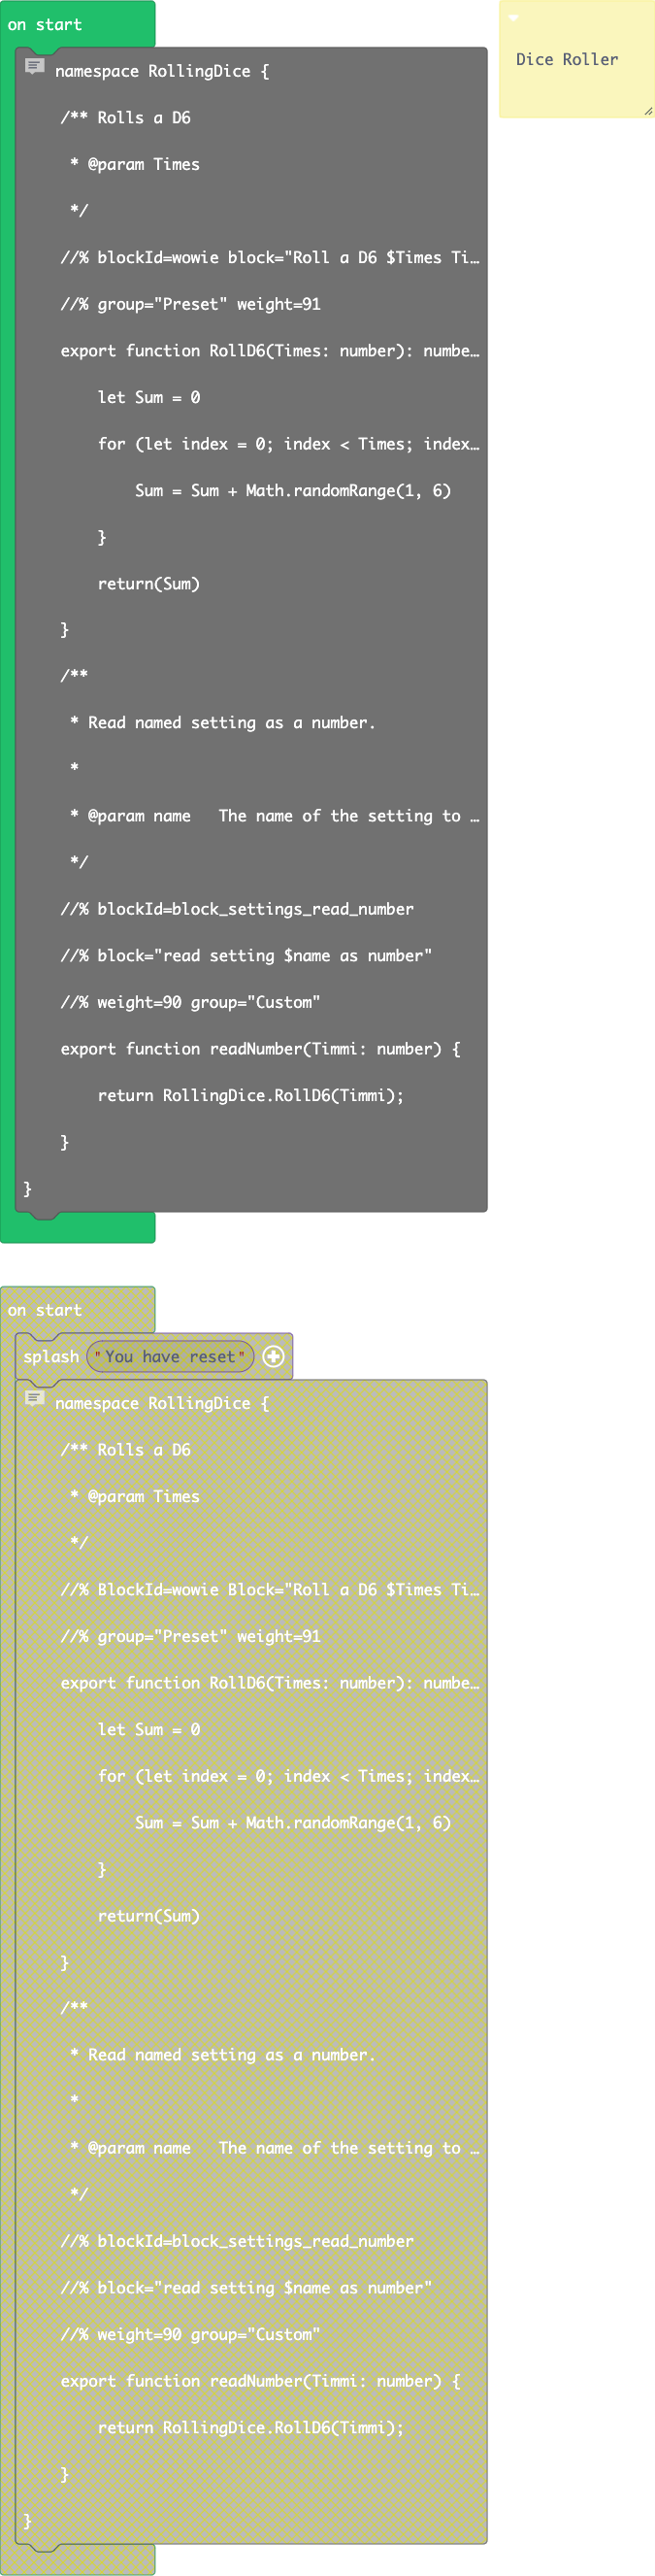 on start
namespace RollingDice {
/** Rolls a D6
* @param Times
*/
//% blockId=wowie block="Roll a D6 $Times Ti…
//% group="Preset" weight=91
export function RollD6(Times: number): numbe…
let Sum = 0
for (let index = 0; index < Times; index…
Sum = Sum + Math.randomRange(1, 6)
}
return(Sum)
}
/**
* Read named setting as a number.
*
* @param name   The name of the setting to …
*/
//% blockId=block_settings_read_number
//% block="read setting $name as number"
//% weight=90 group="Custom"
export function readNumber(Timmi: number) {
return RollingDice.RollD6(Timmi);
}
}
Dice Roller
on start
splash "You have reset"
namespace RollingDice {
/** Rolls a D6
* @param Times
*/
//% BlockId=wowie Block="Roll a D6 $Times Ti…
//% group="Preset" weight=91
export function RollD6(Times: number): numbe…
let Sum = 0
for (let index = 0; index < Times; index…
Sum = Sum + Math.randomRange(1, 6)
}
return(Sum)
}
/**
* Read named setting as a number.
*
* @param name   The name of the setting to …
*/
//% blockId=block_settings_read_number
//% block="read setting $name as number"
//% weight=90 group="Custom"
export function readNumber(Timmi: number) {
return RollingDice.RollD6(Timmi);
}
}